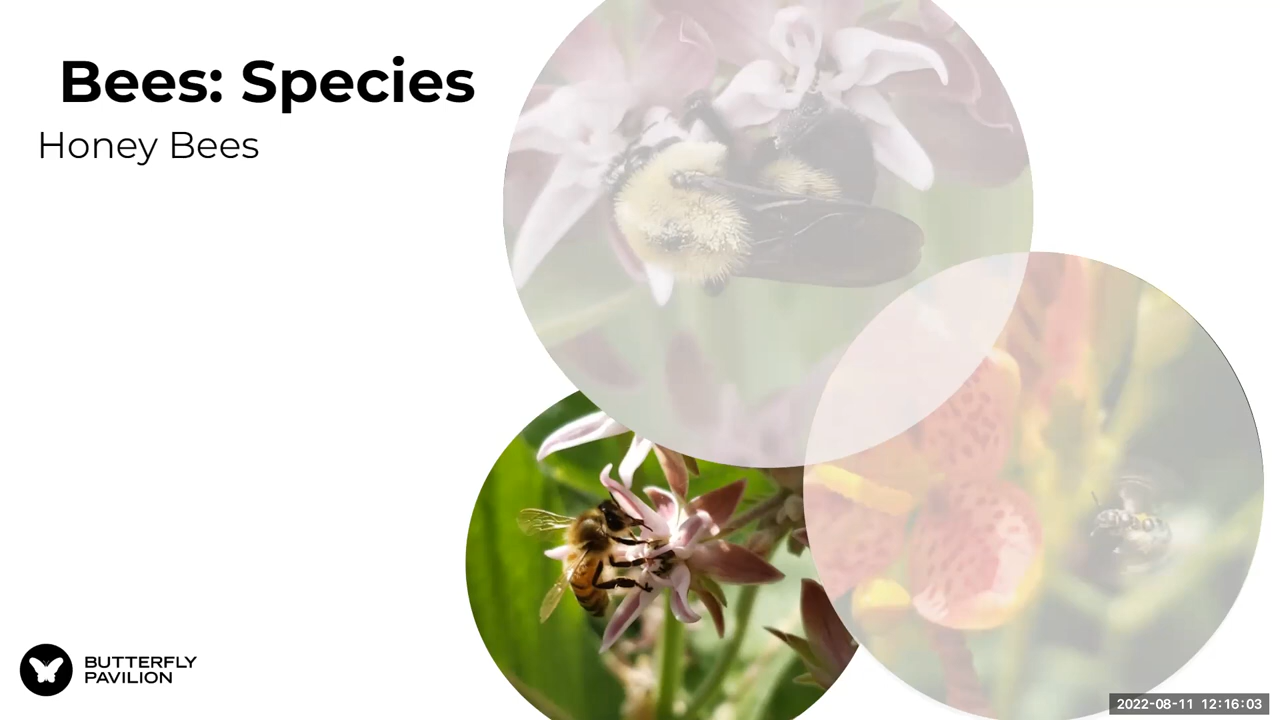 Bees: Species
Honey Bees
BUTTERFLY
PAVILION
2022-08-11 12:16:03